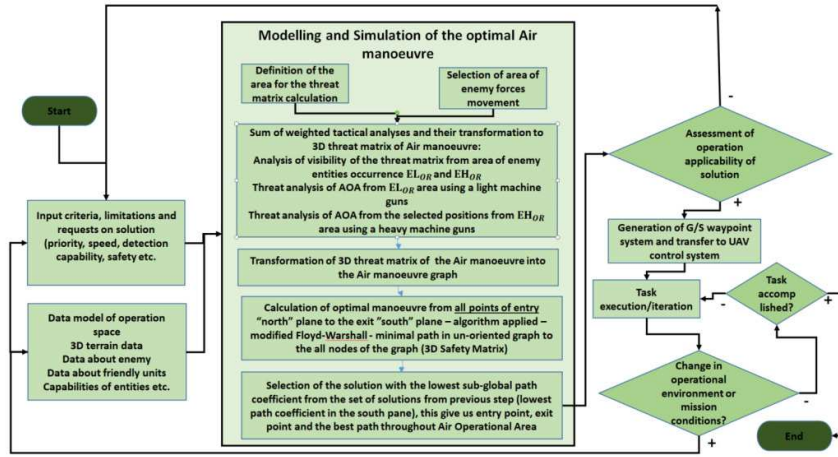 Modelling and Simulation of the optimal Air
manoeuvre
Definition of the
area for the threat
matrix calculation
Selection of area of
enemy forces
movement
Start
Sum of weighted tactical analyses and their transformation to
3D threat matrix of Air manoeuvre:
Analysis of visibility of the threat matrix from area of enemy
entities occurrence EL_OR and EH_OR
Threat analysis of AOA from EL_OR area using a light machine
guns
Threat analysis of AOA from the selected positions from EH_OR
area using a heavy machine guns
-
Assessment of
operation
applicability of
solution
+
Input criteria, limitations and
requests on solution
(priority, speed, detection
capability, safety etc.
Generation of G/S waypoint
system and transfer to UAV
control system
Transformation of 3D threat matrix of the Air manoeuvre into
the Air manoeuvre graph
Task
execution/iteration
Task
accomp
lished?
-
+
Data model of operation
space
3D terrain data
Data about enemy
Data about friendly units
Capabilities of entities etc.
Calculation of optimal manoeuvre from all points of entry
"north" plane to the exit "south" plane – algorithm applied –
modified Floyd-Warshall - minimal path in un-oriented graph to
the all nodes of the graph (3D Safety Matrix)
Selection of the solution with the lowest sub-global path
coefficient from the set of solutions from previous step (lowest
path coefficient in the south pane), this give us entry point, exit
point and the best path throughout Air Operational Area
Change in
operational
environment or
mission
conditions?
-
+
End